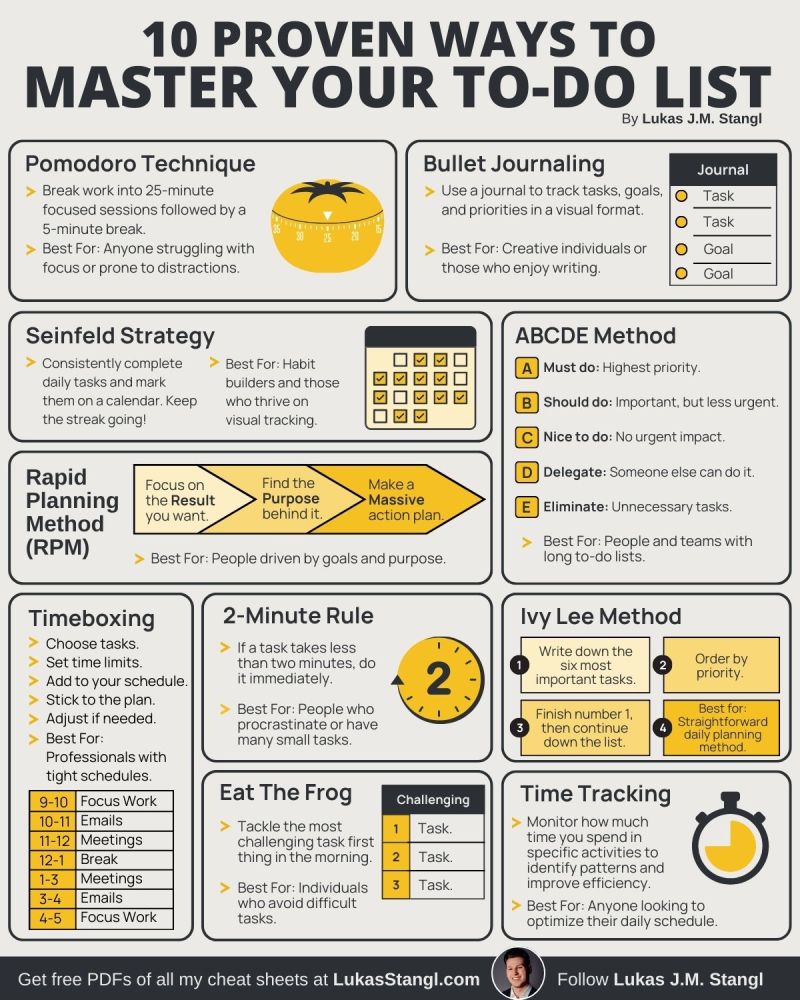 10 PROVEN WAYS TO
MASTER YOUR TO-DO LIST
By Lukas J.M. Stangl
Pomodoro Technique
Break work into 25-minute
focused sessions followed by a
5-minute break.
Best For: Anyone struggling with
focus or prone to distractions.
35 30 25 20 15
Bullet Journaling
Use a journal to track tasks, goals,
and priorities in a visual format.
Best For: Creative individuals or
those who enjoy writing.
Journal
Task
Task
Goal
Goal
Seinfeld Strategy
Consistently complete
daily tasks and mark
them on a calendar. Keep
the streak going!
Best For: Habit
builders and those
who thrive on
visual tracking.
ABCDE Method
A Must do: Highest priority.
B Should do: Important, but less urgent.
C Nice to do: No urgent impact.
D Delegate: Someone else can do it.
E Eliminate: Unnecessary tasks.
Best For: People and teams with
long to-do lists.
Rapid
Planning
Method
(RPM)
Focus on
the Result
you want.
Find the
Purpose
behind it.
Make a
Massive
action plan.
Best For: People driven by goals and purpose.
Timeboxing
Choose tasks.
Set time limits.
Add to your schedule.
Stick to the plan.
Adjust if needed.
Best For:
Professionals with
tight schedules.
9-10 Focus Work
10-11 Emails
11-12 Meetings
12-1 Break
1-3 Meetings
3-4 Emails
4-5 Focus Work
2-Minute Rule
If a task takes less
than two minutes, do
it immediately.
Best For: People who
procrastinate or have
many small tasks.
2
Ivy Lee Method
1 Write down the
six most
important tasks.
2 Order by
priority.
3 Finish number 1,
then continue
down the list.
4 Best for:
Straightforward
daily planning
method.
Eat The Frog
Tackle the most
challenging task first
thing in the morning.
Best For: Individuals
who avoid difficult
tasks.
Challenging
1 Task.
2 Task.
3 Task.
Time Tracking
Monitor how much
time you spend in
specific activities to
identify patterns and
improve efficiency.
Best For: Anyone looking to
optimize their daily schedule.
Get free PDFs of all my cheat sheets at LukasStangl.com
Follow Lukas J.M. Stangl